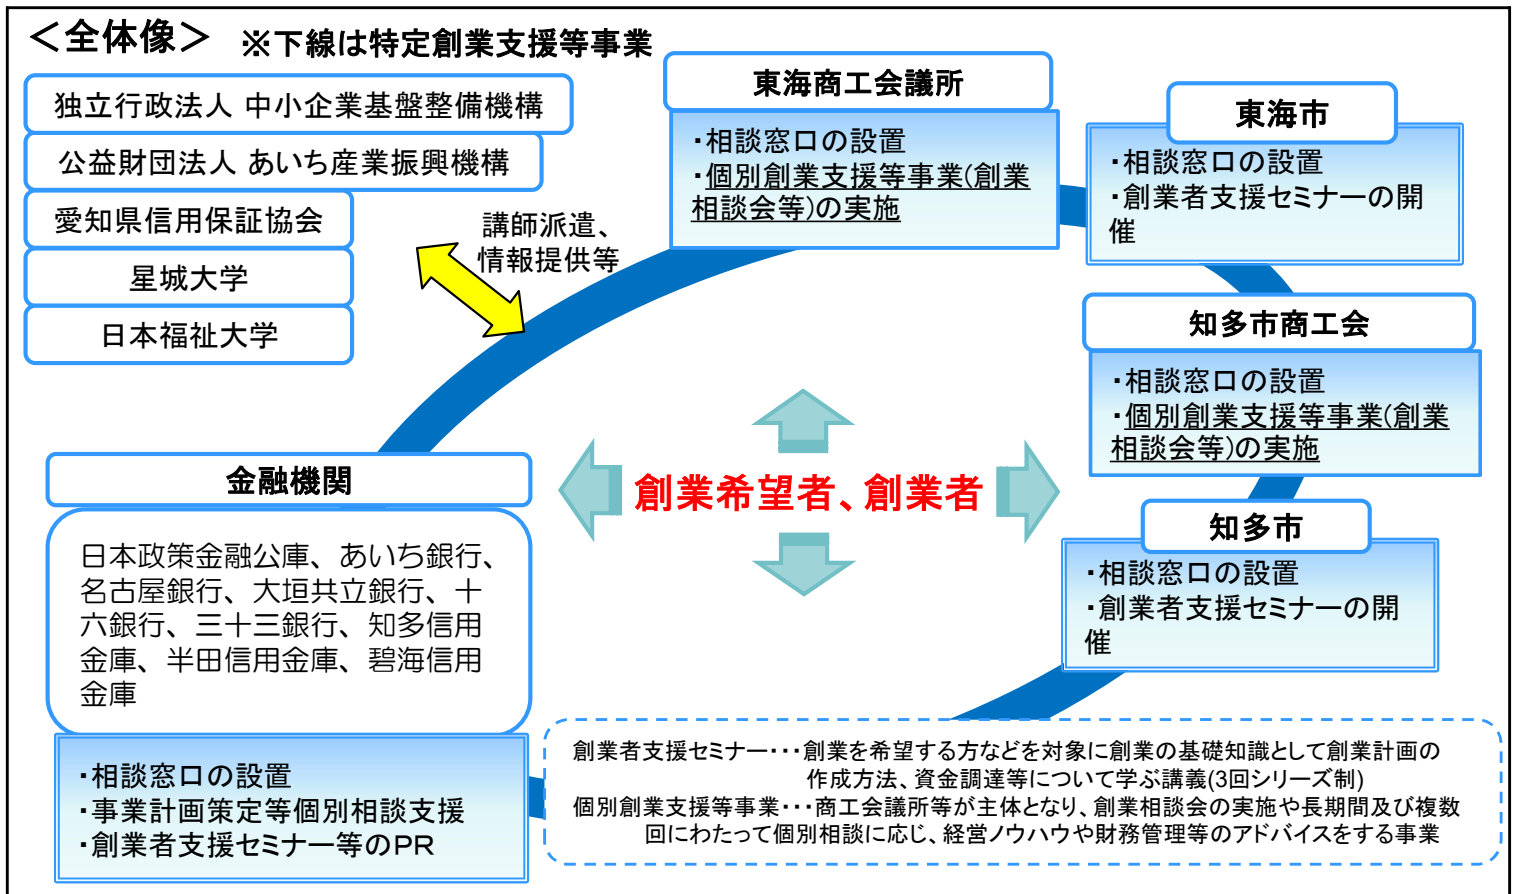 ＜全体像＞ ※下線は特定創業支援等事業
独立行政法人 中小企業基盤整備機構
公益財団法人 あいち産業振興機構
愛知県信用保証協会
星城大学
日本福祉大学
講師派遣、
情報提供等
東海商工会議所
・相談窓口の設置
・個別創業支援等事業(創業
相談会等)の実施
東海市
・相談窓口の設置
・創業者支援セミナーの開
催
知多市商工会
・相談窓口の設置
・個別創業支援等事業(創業
相談会等)の実施
知多市
・相談窓口の設置
・創業者支援セミナーの開
催
創業希望者、創業者
金融機関
日本政策金融公庫、あいち銀行、
名古屋銀行、大垣共立銀行、十
六銀行、三十三銀行、知多信用
金庫、半田信用金庫、碧海信用
金庫
・相談窓口の設置
・事業計画策定等個別相談支援
・創業者支援セミナー等のPR
創業者支援セミナー・・・創業を希望する方などを対象に創業の基礎知識として創業計画の
作成方法、資金調達等について学ぶ講義(3回シリーズ制)
個別創業支援等事業・・・商工会議所等が主体となり、創業相談会の実施や長期間及び複数
回にわたって個別相談に応じ、経営ノウハウや財務管理等のアドバイスをする事業